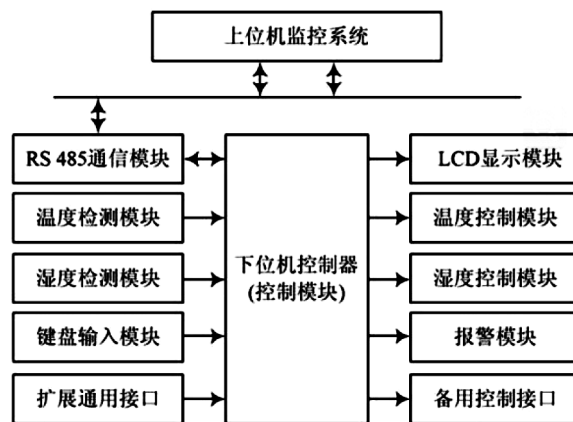 上位机监控系统
RS 485通信模块
LCD显示模块
温度检测模块
温度控制模块
湿度检测模块
下位机控制器
(控制模块)
湿度控制模块
键盘输入模块
报警模块
扩展通用接口
备用控制接口